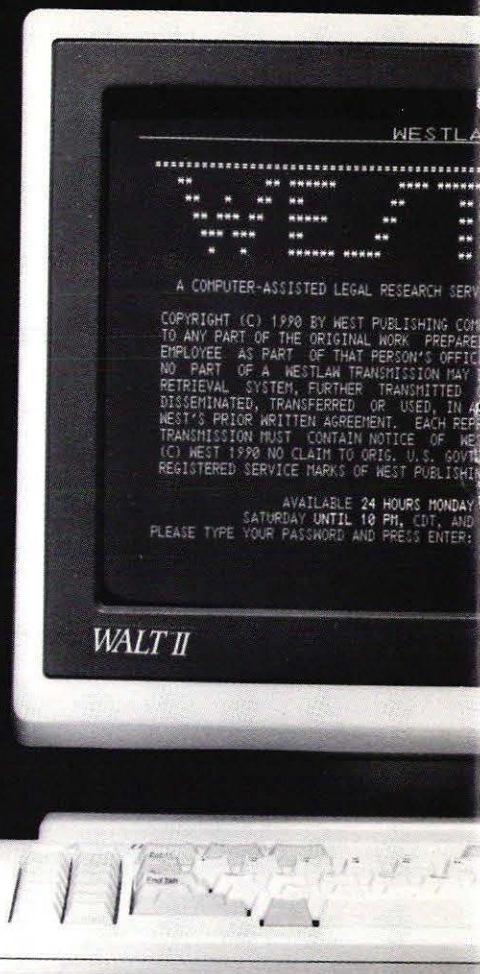 WESTLA
WEST
A COMPUTER-ASSISTED LEGAL RESEARCH SERV
COPYRIGHT (C) 1990 BY WEST PUBLISHING COM
TO ANY PART OF THE ORIGINAL WORK PREPARE
EMPLOYEE AS PART OF THAT PERSON'S OFFIC
NO PART OF A WESTLAW TRANSMISSION MAY
RETRIEVAL SYSTEM, FURTHER TRANSMITTED
DISSEMINATED, TRANSFERRED OR USED, IN
WEST'S PRIOR WRITTEN AGREEMENT. EACH REPR
TRANSMISSION MUST CONTAIN NOTICE OF WES
(C) WEST 1990 NO CLAIM TO ORIG. U.S. GOVT
REGISTERED SERVICE MARKS OF WEST PUBLISHIN
AVAILABLE 24 HOURS MONDAY
SATURDAY UNTIL 10 PM, CDT, AND
PLEASE TYPE YOUR PASSWORD AND PRESS ENTER:
WALT II